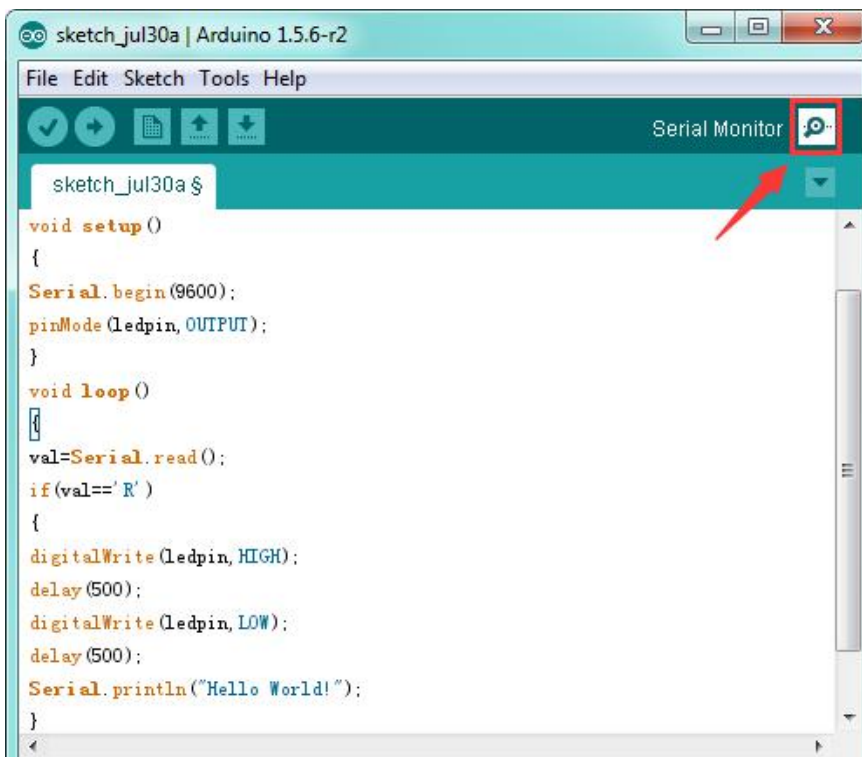 sketch_jul30a | Arduino 1.5.6-r2
File Edit Sketch Tools Help
Serial Monitor
sketch_jul30a §
void setup()
{
Serial.begin(9600);
pinMode(ledpin,OUTPUT);
}
void loop()
{
val=Serial.read();
if(val=='R')
{
digitalWrite(ledpin,HIGH);
delay(500);
digitalWrite(ledpin,LOW);
delay(500);
Serial.println("Hello World!");
}